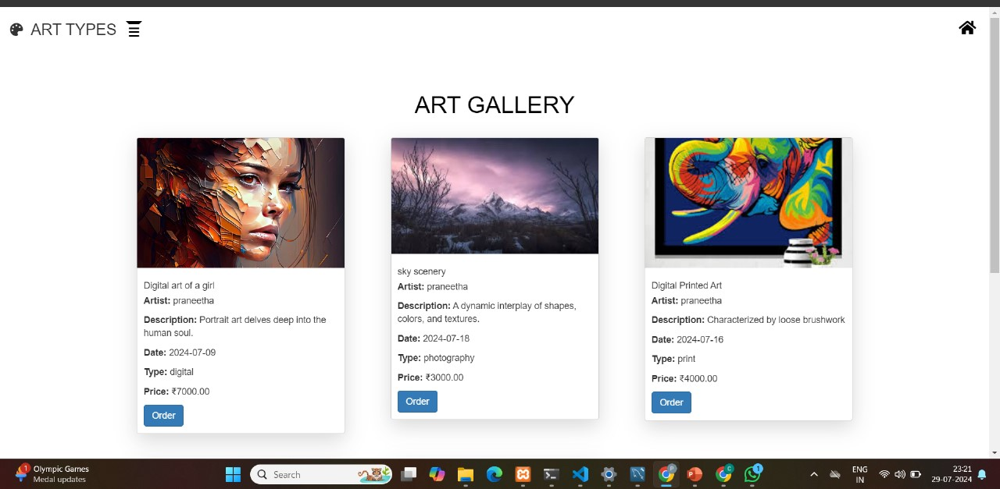 ART TYPES
ART GALLERY
Digital art of a girl
Artist: praneetha
Description: Portrait art delves deep into the
human soul.
Date: 2024-07-09
Type: digital
Price: ₹7000.00
Order
sky scenery
Artist: praneetha
Description: A dynamic interplay of shapes,
colors, and textures.
Date: 2024-07-18
Type: photography
Price: ₹3000.00
Order
Digital Printed Art
Artist: praneetha
Description: Characterized by loose brushwork
Date: 2024-07-16
Type: print
Price: ₹4000.00
Order
1
Olympic Games
Medal updates
Search
P
P
C
1
ENG
IN
23:21
29-07-2024